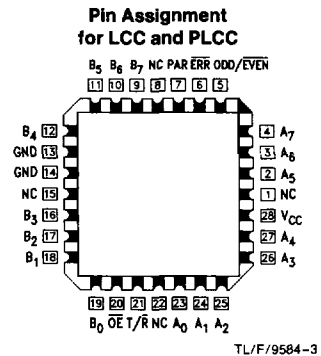 Pin Assignment
for LCC and PLCC
B5 B6 B7 NC PAR E̅R̅R̅ ODD/E̅V̅E̅N̅
11 10 9 8 7 6 5
B4 12
GND 13
GND 14
NC 15
B3 16
B2 17
B1 18
4 A7
3 A6
2 A5
1 NC
28 VCC
27 A4
26 A3
19 20 21 22 23 24 25
B0 O̅E̅ T/R̅ NC A0 A1 A2
TL/F/9584-3